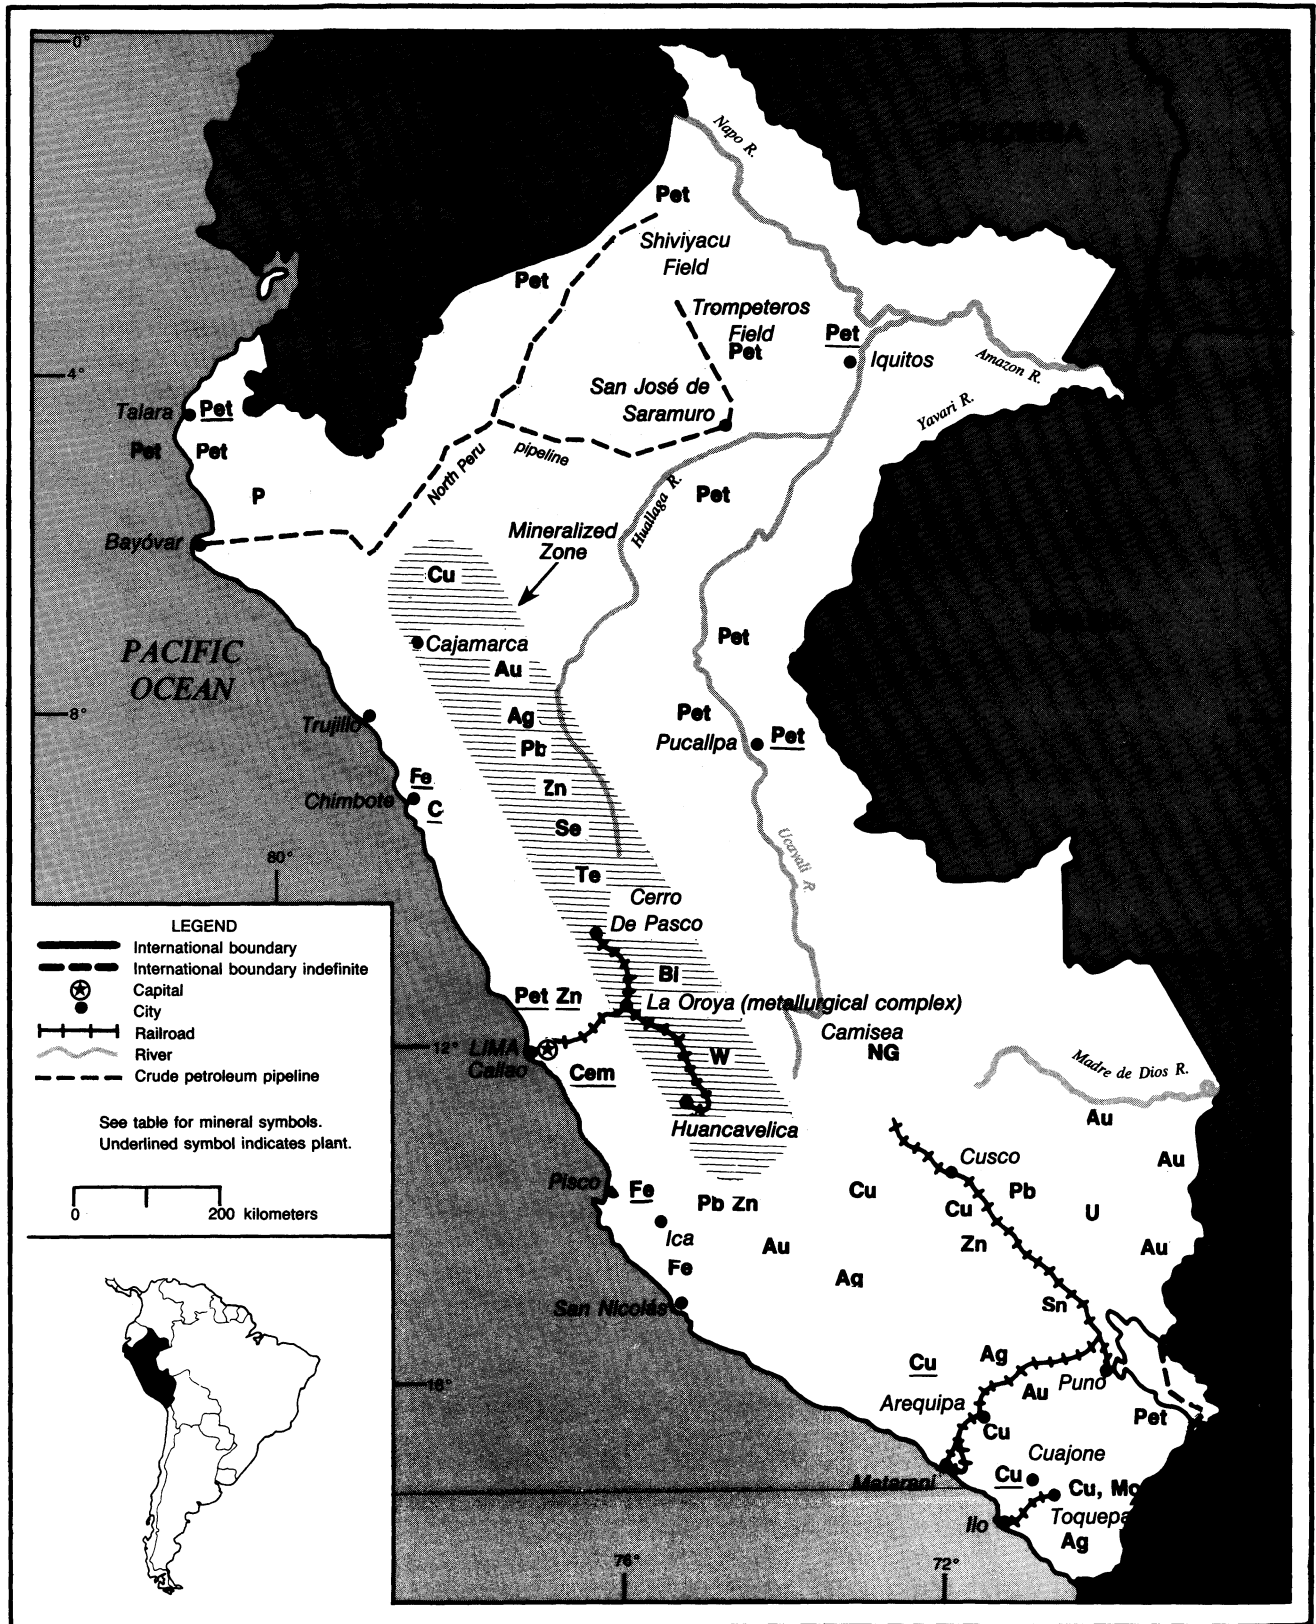 0°
Napo R.
COLOMBIA
Pet
Shiviyacu
Field
Pet
Trompeteros
Field
Pet
Pet
Iquitos
Amazon R.
4°
San José de
Saramuro
Yavari R.
Talara
Pet
Pet
Pet
North Peru
pipeline
P
Huallaga R.
Pet
Bayóvar
Mineralized
Zone
Cu
Cajamarca
Pet
PACIFIC
OCEAN
Au
8°
Ag
Pet
Trujillo
Pb
Pucallpa
Pet
Fe
Zn
Chimbote
C
Se
Ucayali R.
80°
Te
Cerro
De Pasco
LEGEND
International boundary
International boundary indefinite
Capital
City
Railroad
River
Crude petroleum pipeline
See table for mineral symbols.
Underlined symbol indicates plant.
0
200 kilometers
Bi
Pet Zn
La Oroya (metallurgical complex)
Camisea
NG
12°
LIMA
Callao
W
Madre de Dios R.
Cem
Au
Huancavelica
Cusco
Au
Pisco
Fe
Pb Zn
Cu
Pb
Cu
U
Ica
Au
Zn
Au
Fe
Ag
San Nicolás
Sn
Cu
Ag
16°
Puno
Au
Arequipa
Pet
Cu
Cuajone
Matarani
Cu
Cu, Mo
Ilo
Toquepa
Ag
76°
72°